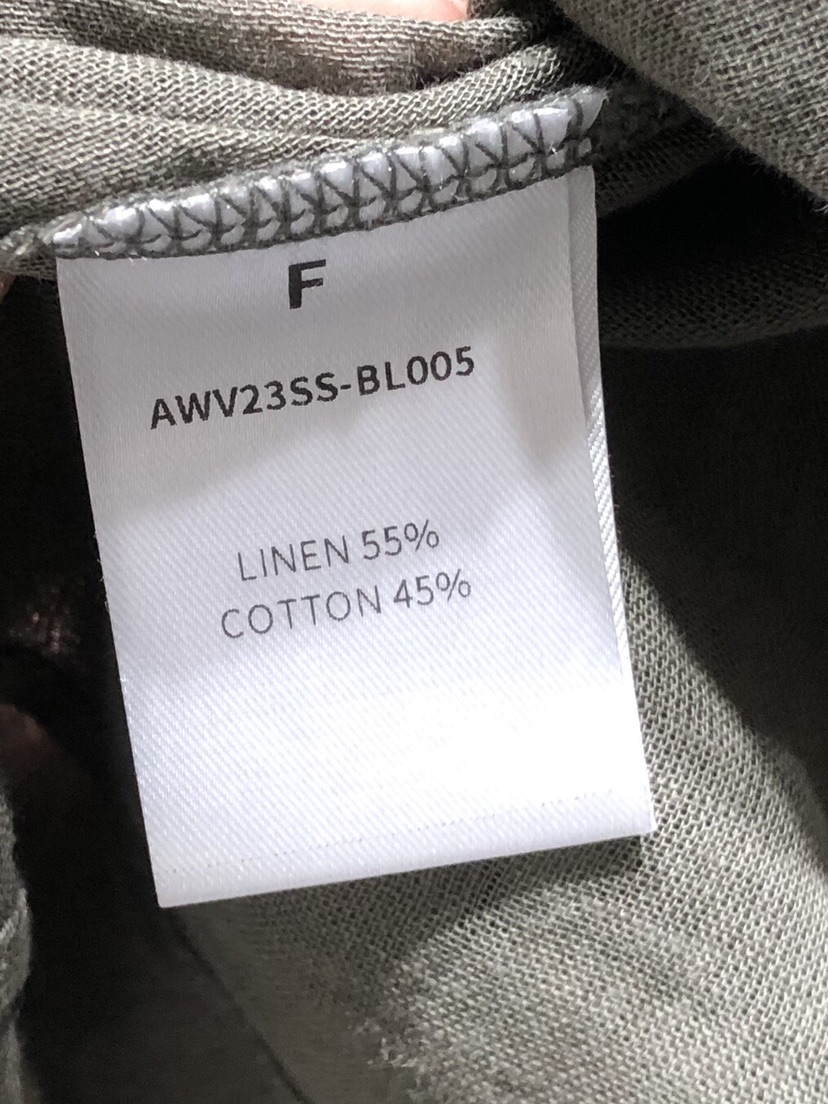 F
AWV23SS-BL005
LINEN 55%
COTTON 45%